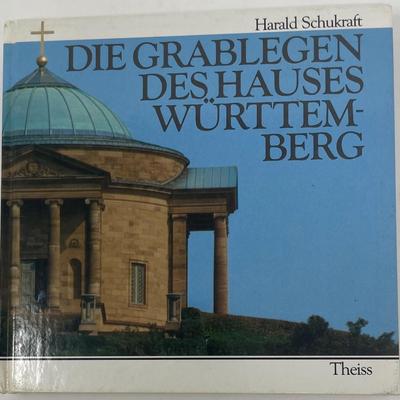 Harald Schukraft
DIE GRABLEGEN
DES HAUSES
WÜRTTEM-
BERG
Theiss